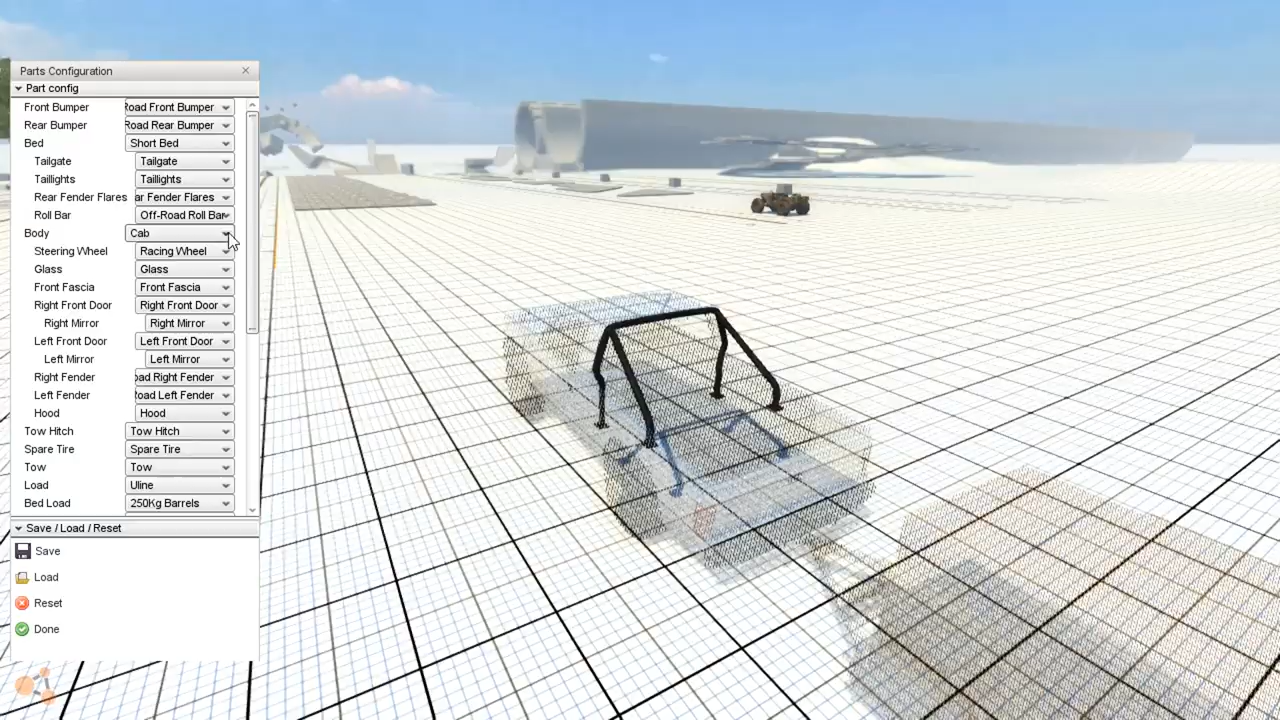 Parts Configuration
Part config
Front Bumper Road Front Bumper
Rear Bumper Road Rear Bumper
Bed Short Bed
Tailgate Tailgate
Taillights Taillights
Rear Fender Flares ar Fender Flares
Roll Bar Off-Road Roll Bar
Body Cab
Steering Wheel Racing Wheel
Glass Glass
Front Fascia Front Fascia
Right Front Door Right Front Door
Right Mirror Right Mirror
Left Front Door Left Front Door
Left Mirror Left Mirror
Right Fender oad Right Fender
Left Fender Road Left Fender
Hood Hood
Tow Hitch Tow Hitch
Spare Tire Spare Tire
Tow Tow
Load Uline
Bed Load 250Kg Barrels
Save / Load / Reset
Save
Load
Reset
Done